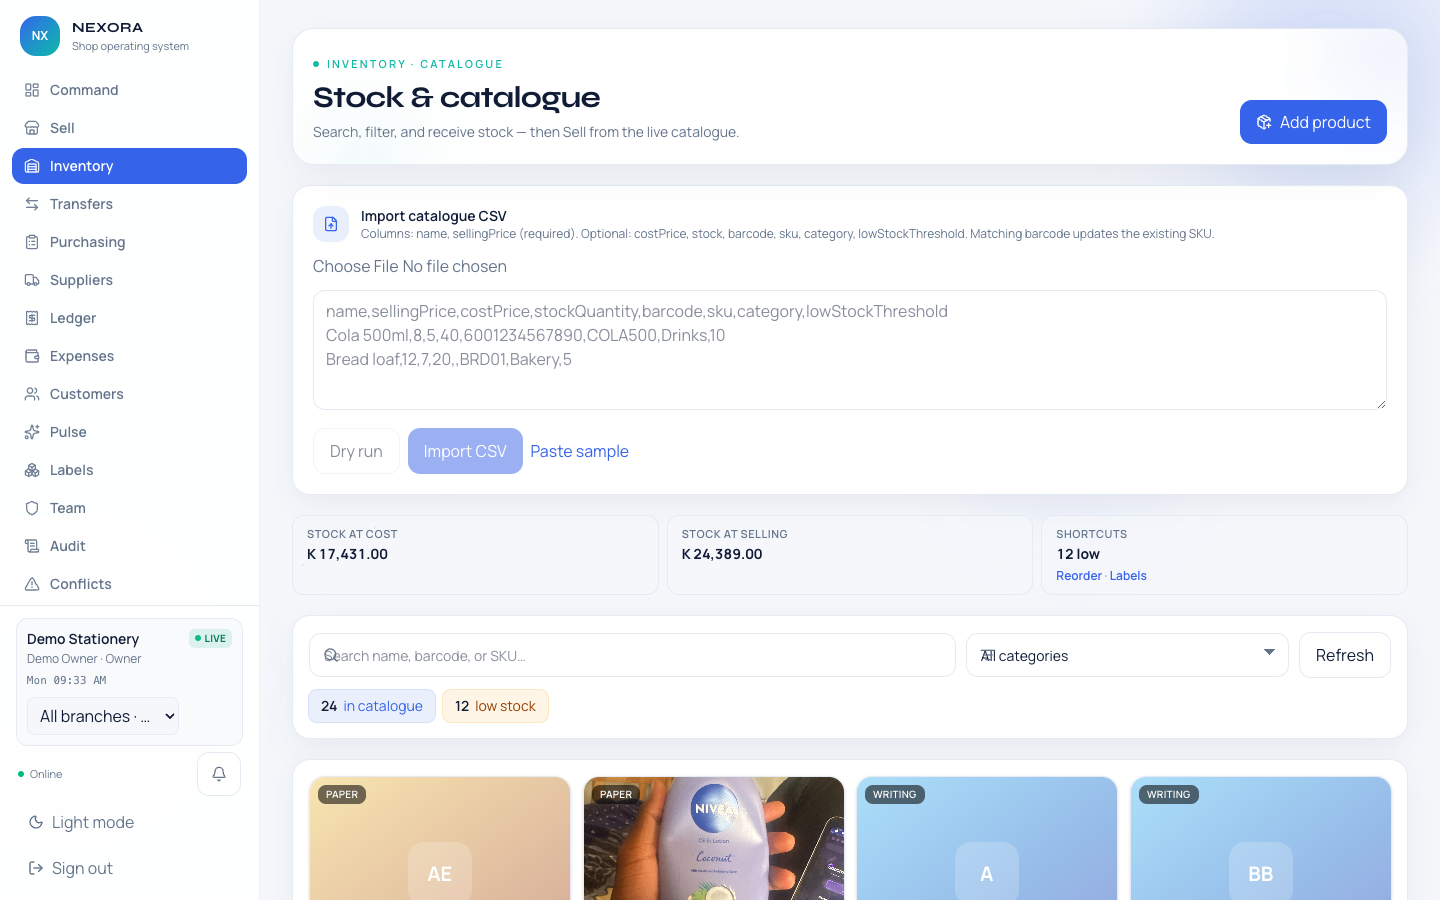 NX
NEXORA
Shop operating system
Command
Sell
Inventory
Transfers
Purchasing
Suppliers
Ledger
Expenses
Customers
Pulse
Labels
Team
Audit
Conflicts
Demo Stationery
LIVE
Demo Owner · Owner
Mon 09:33 AM
All branches · ...
Online
Light mode
Sign out
INVENTORY · CATALOGUE
Stock & catalogue
Search, filter, and receive stock — then Sell from the live catalogue.
Add product
Import catalogue CSV
Columns: name, sellingPrice (required). Optional: costPrice, stock, barcode, sku, category, lowStockThreshold. Matching barcode updates the existing SKU.
Choose File No file chosen
name,sellingPrice,costPrice,stockQuantity,barcode,sku,category,lowStockThreshold
Cola 500ml,8,5,40,6001234567890,COLA500,Drinks,10
Bread loaf,12,7,20,,BRD01,Bakery,5
Dry run
Import CSV
Paste sample
STOCK AT COST
K 17,431.00
STOCK AT SELLING
K 24,389.00
SHORTCUTS
12 low
Reorder · Labels
Search name, barcode, or SKU...
All categories
Refresh
24 in catalogue
12 low stock
PAPER
AE
PAPER
NIVEA
Oil in Lotion
Coconut
WRITING
A
WRITING
BB